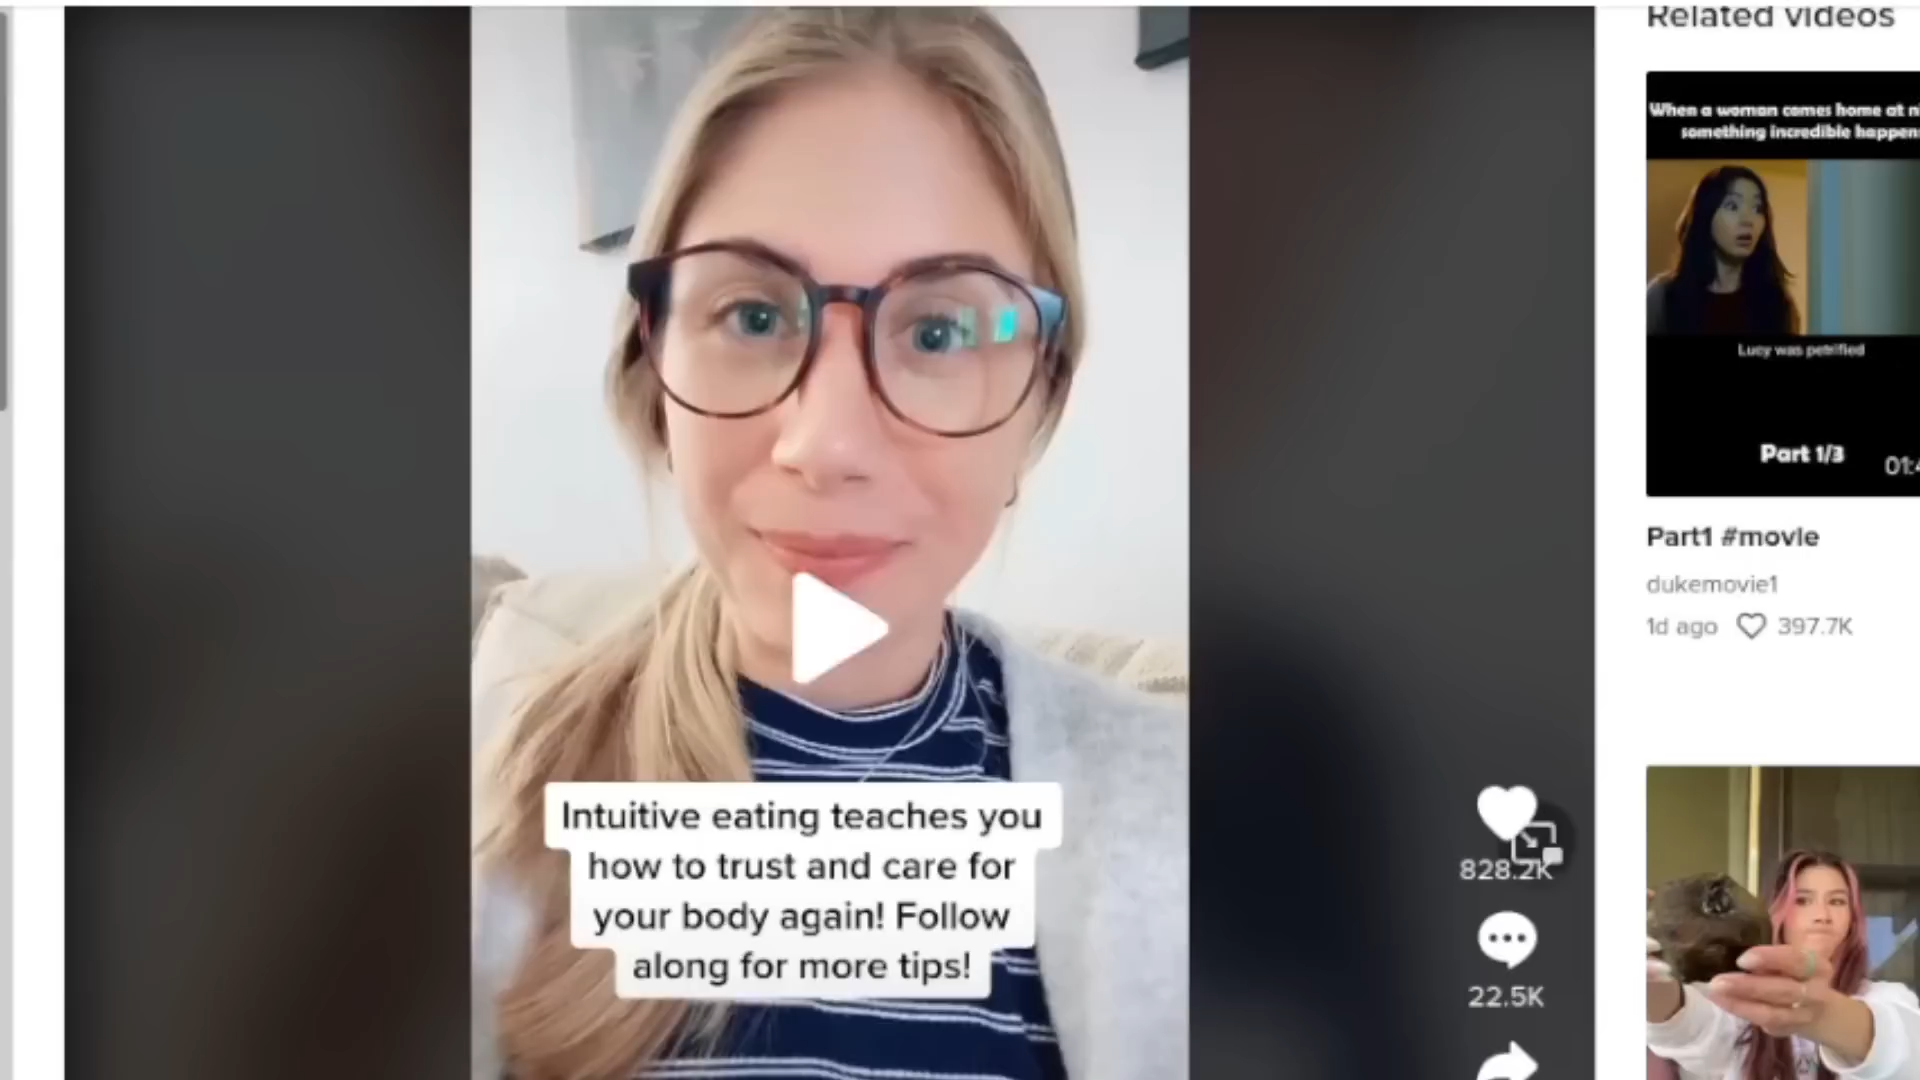 Related videos
When a woman comes home at
something incredible happens
Lucy was petrified
Part 1/3
Part1 #movie
dukemovie1
1d ago 397.7K
Intuitive eating teaches you
how to trust and care for
your body again! Follow
along for more tips!
828.2K
22.5K